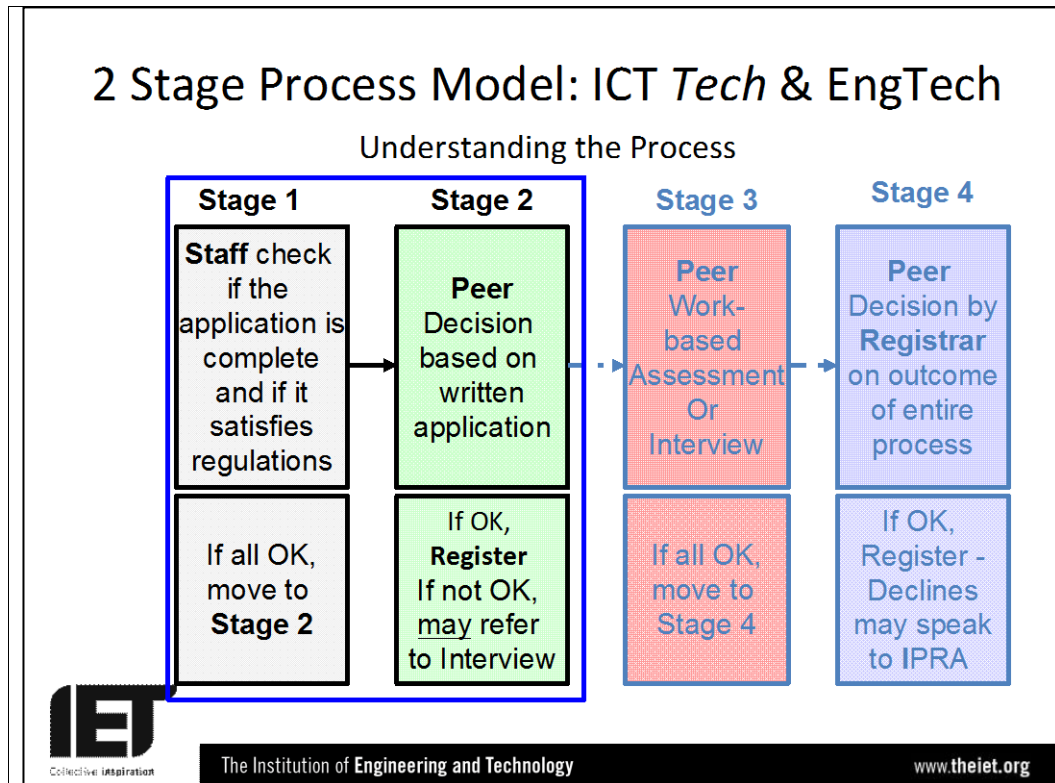 2 Stage Process Model: ICT Tech & EngTech
Understanding the Process
Stage 1
Staff check
if the
application is
complete
and if it
satisfies
regulations
If all OK,
move to
Stage 2
Stage 2
Peer
Decision
based on
written
application
If OK,
Register
If not OK,
may refer
to Interview
Stage 3
Peer
Work-
based
Assessment
Or
Interview
If all OK,
move to
Stage 4
Stage 4
Peer
Decision by
Registrar
on outcome
of entire
process
If OK,
Register -
Declines
may speak
to IPRA
IET
Collective inspiration
The Institution of Engineering and Technology
www.theiet.org